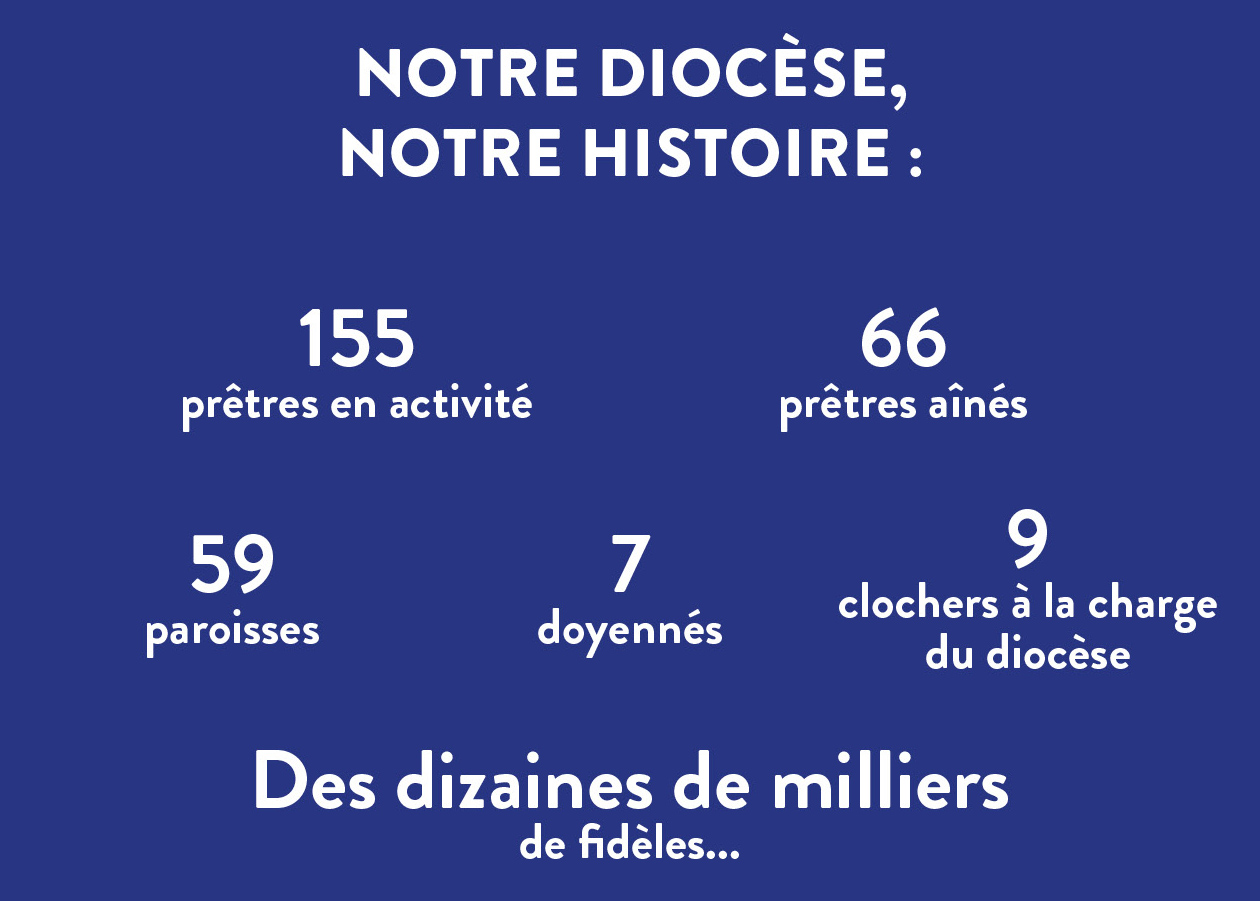 NOTRE DIOCÈSE,
NOTRE HISTOIRE :
155
prêtres en activité
66
prêtres aînés
59
paroisses
7
doyennés
9
clochers à la charge
du diocèse
Des dizaines de milliers
de fidèles...